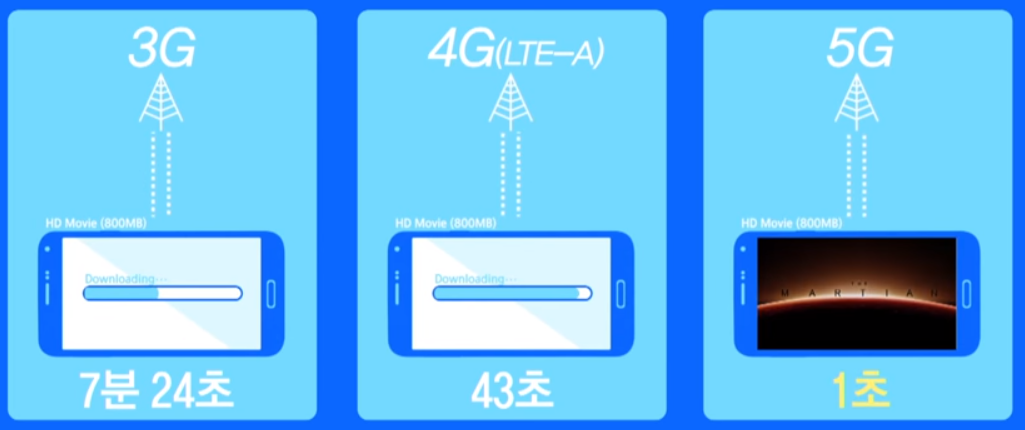 3G
HD Movie (800MB)
Downloading···
7분 24초
4G(LTE-A)
HD Movie (800MB)
Downloading···
43초
5G
HD Movie (800MB)
THE
MARTIAN
1초